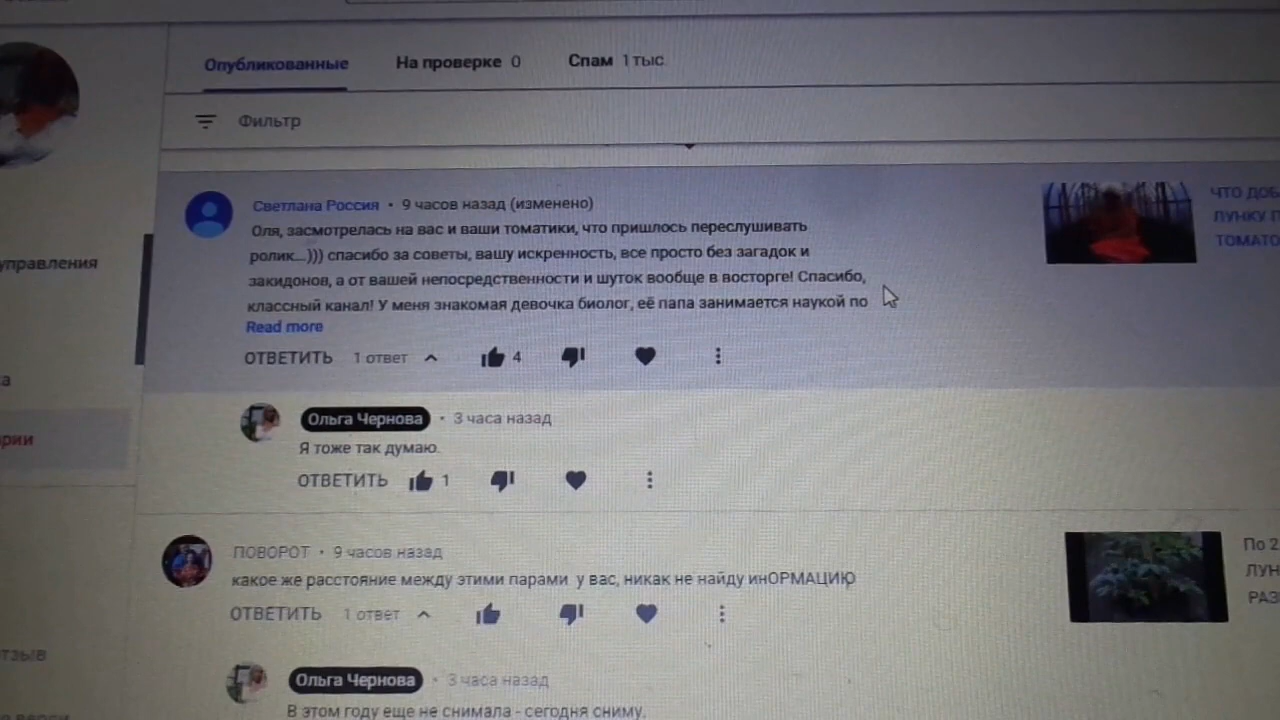 Опубликованные На проверке 0 Спам 1 тыс.
Фильтр
Светлана Россия • 9 часов назад (изменено)
Оля, засмотрелась на вас и ваши томатики, что пришлось переслушивать
ролик...))) спасибо за советы, вашу искренность, все просто без загадок и
закидонов, а от вашей непосредственности и шуток вообще в восторге! Спасибо,
классный канал! У меня знакомая девочка биолог, её папа занимается наукой по
Read more
ОТВЕТИТЬ 1 ответ 4
ЧТО ДОБ
ЛУНКУ П
ТОМАТО
управления
а
рии
Ольга Чернова • 3 часа назад
Я тоже так думаю.
ОТВЕТИТЬ 1
ПОВОРОТ • 9 часов назад
какое же расстояние между этими парами у вас, никак не найду инОРМАЦИЮ
ОТВЕТИТЬ 1 ответ
По 2
ЛУН
РАЗ
тзыв
Ольга Чернова • 3 часа назад
В этом году еще не снимала - сегодня сниму.